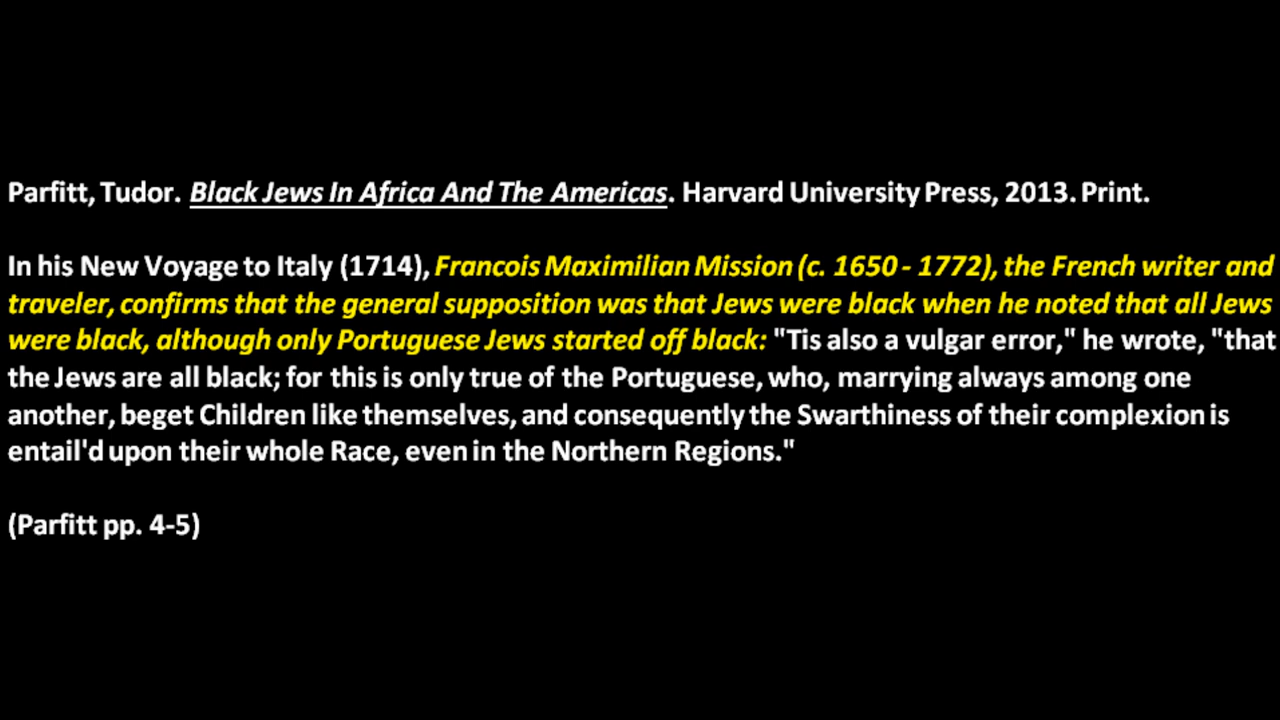 Parfitt, Tudor. Black Jews In Africa And The Americas. Harvard University Press, 2013. Print.
In his New Voyage to Italy (1714), Francois Maximilian Mission (c. 1650 - 1772), the French writer and
traveler, confirms that the general supposition was that Jews were black when he noted that all Jews
were black, although only Portuguese Jews started off black: "Tis also a vulgar error," he wrote, "that
the Jews are all black; for this is only true of the Portuguese, who, marrying always among one
another, beget Children like themselves, and consequently the Swarthiness of their complexion is
entail'd upon their whole Race, even in the Northern Regions."
(Parfitt pp. 4-5)